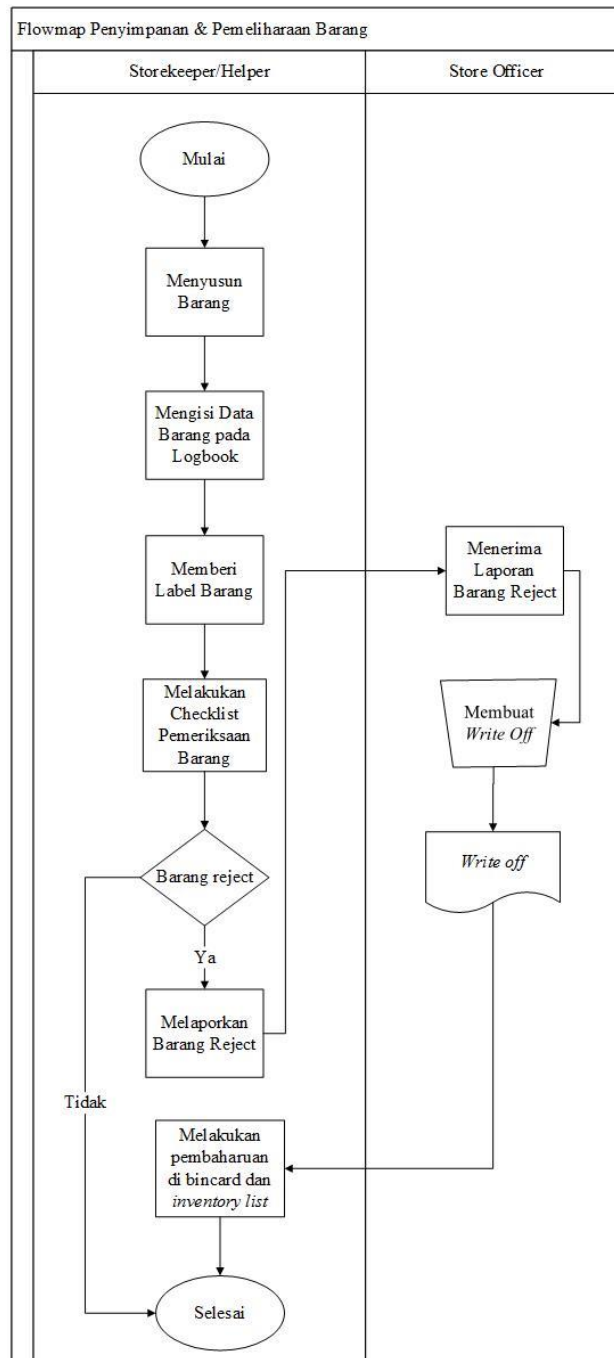 Flowmap Penyimpanan & Pemeliharaan Barang
Storekeeper/Helper
Store Officer
Mulai
Menyusun
Barang
Mengisi Data
Barang pada
Logbook
Memberi
Label Barang
Melakukan
Checklist
Pemeriksaan
Barang
Barang reject
Ya
Tidak
Melaporkan
Barang Reject
Menerima
Laporan
Barang Reject
Membuat
Write Off
Write off
Melakukan
pembaharuan
di bincard dan
inventory list
Selesai